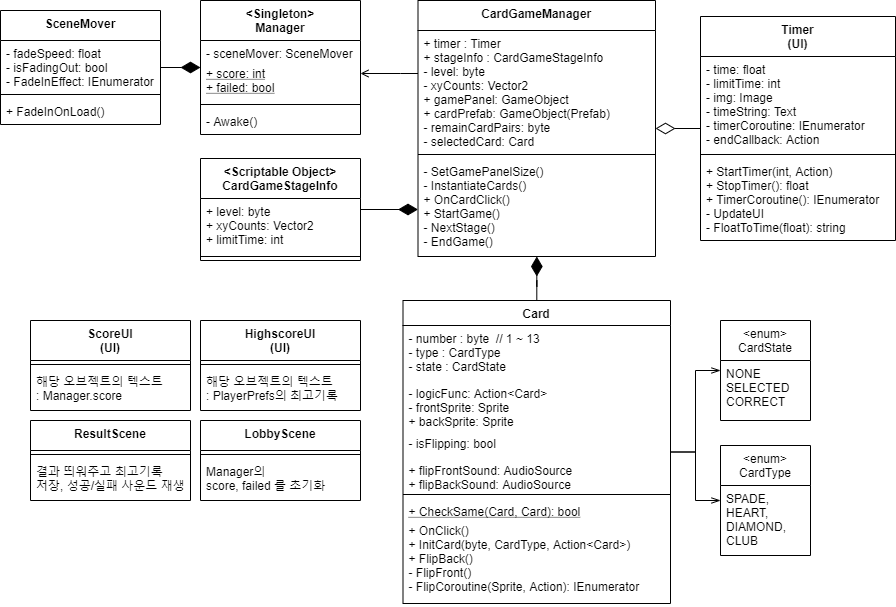 SceneMover
- fadeSpeed: float
- isFadingOut: bool
- FadeInEffect: IEnumerator
+ FadeInOnLoad()
<Singleton>
Manager
- sceneMover: SceneMover
+ score: int
+ failed: bool
- Awake()
<Scriptable Object>
CardGameStageInfo
+ level: byte
+ xyCounts: Vector2
+ limitTime: int
CardGameManager
+ timer : Timer
+ stageInfo : CardGameStageInfo
- level: byte
- xyCounts: Vector2
+ gamePanel: GameObject
+ cardPrefab: GameObject(Prefab)
- remainCardPairs: byte
- selectedCard: Card
- SetGamePanelSize()
- InstantiateCards()
+ OnCardClick()
+ StartGame()
- NextStage()
- EndGame()
Timer
(UI)
- time: float
- limitTime: int
- img: Image
- timeString: Text
- timerCoroutine: IEnumerator
- endCallback: Action
+ StartTimer(int, Action)
+ StopTimer(): float
+ TimerCoroutine(): IEnumerator
- UpdateUI
- FloatToTime(float): string
ScoreUI
(UI)
해당 오브젝트의 텍스트
: Manager.score
HighscoreUI
(UI)
해당 오브젝트의 텍스트
: PlayerPrefs의 최고기록
ResultScene
결과 띄워주고 최고기록
저장, 성공/실패 사운드 재생
LobbyScene
Manager의
score, failed 를 초기화
Card
- number : byte // 1 ~ 13
- type : CardType
- state : CardState
- logicFunc: Action<Card>
- frontSprite: Sprite
+ backSprite: Sprite
- isFlipping: bool
+ flipFrontSound: AudioSource
+ flipBackSound: AudioSource
+ CheckSame(Card, Card): bool
+ OnClick()
+ InitCard(byte, CardType, Action<Card>)
+ FlipBack()
- FlipFront()
- FlipCoroutine(Sprite, Action): IEnumerator
<enum>
CardState
NONE
SELECTED
CORRECT
<enum>
CardType
SPADE,
HEART,
DIAMOND,
CLUB